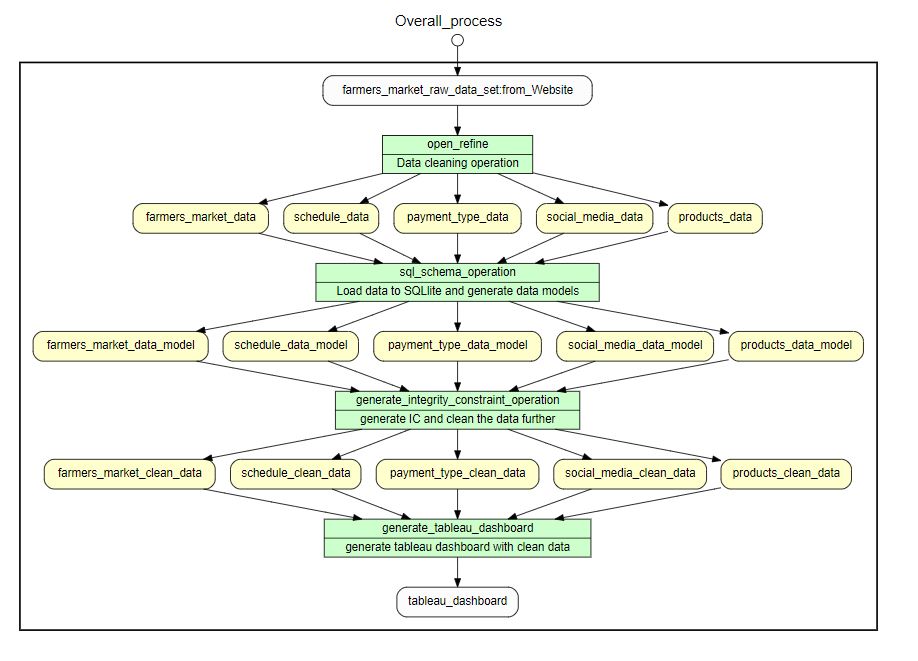 Overall_process
farmers_market_raw_data_set:from_Website
open_refine
Data cleaning operation
farmers_market_data
schedule_data
payment_type_data
social_media_data
products_data
sql_schema_operation
Load data to SQLlite and generate data models
farmers_market_data_model
schedule_data_model
payment_type_data_model
social_media_data_model
products_data_model
generate_integrity_constraint_operation
generate IC and clean the data further
farmers_market_clean_data
schedule_clean_data
payment_type_clean_data
social_media_clean_data
products_clean_data
generate_tableau_dashboard
generate tableau dashboard with clean data
tableau_dashboard